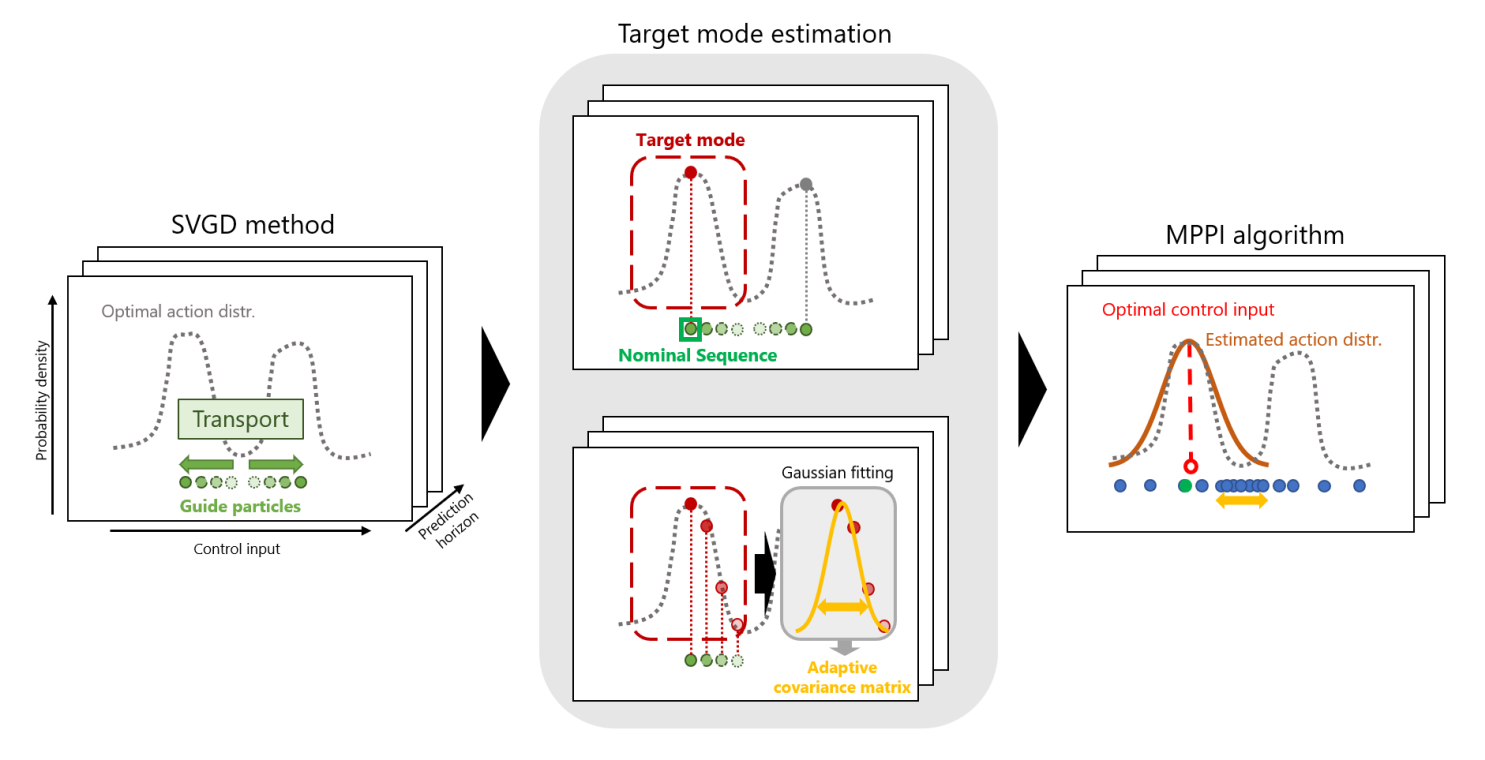 Target mode estimation
SVGD method
Optimal action distr.
Transport
Guide particles
Probability density
Control input
Prediction
horizon
Target mode
Nominal Sequence
Gaussian fitting
Adaptive
covariance matrix
MPPI algorithm
Optimal control input
Estimated action distr.